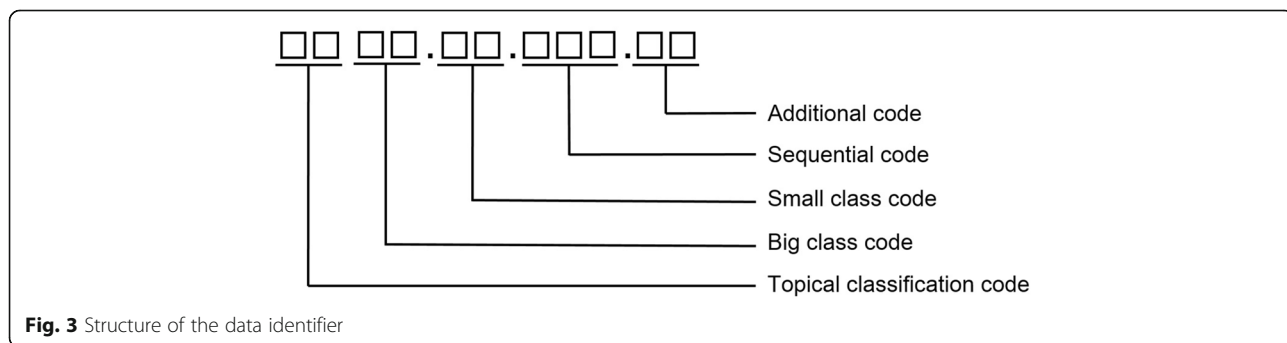 □□ □□.□□.□□□.□□
Additional code
Sequential code
Small class code
Big class code
Topical classification code
Fig. 3 Structure of the data identifier